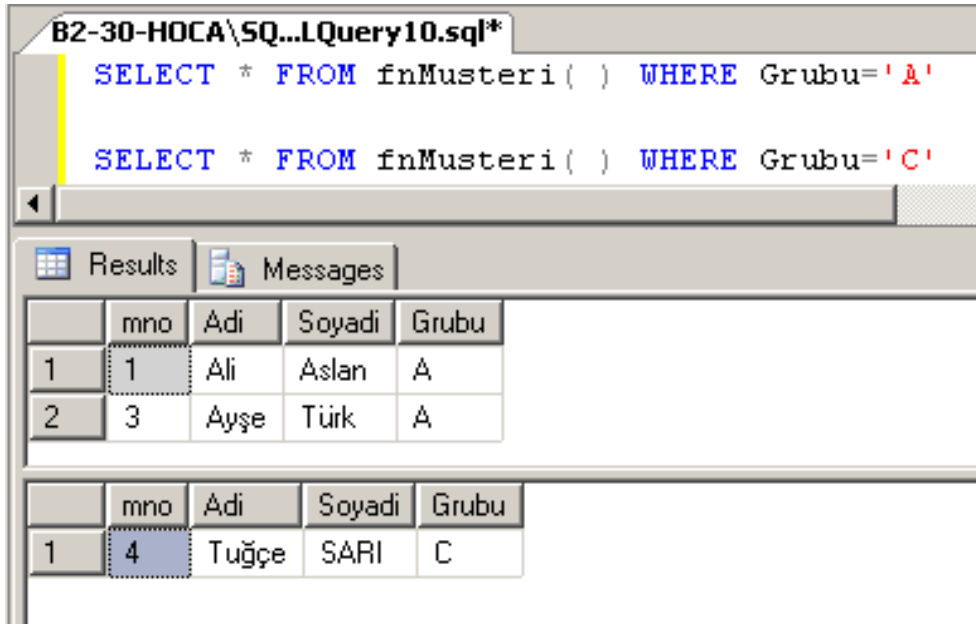 B2-30-HOCA\SQ...LQuery10.sql*
SELECT * FROM fnMusteri( ) WHERE Grubu='A'
SELECT * FROM fnMusteri( ) WHERE Grubu='C'
Results Messages
mno Adi Soyadi Grubu
1 1 Ali Aslan A
2 3 Ayşe Türk A
mno Adi Soyadi Grubu
1 4 Tuğçe SARI C